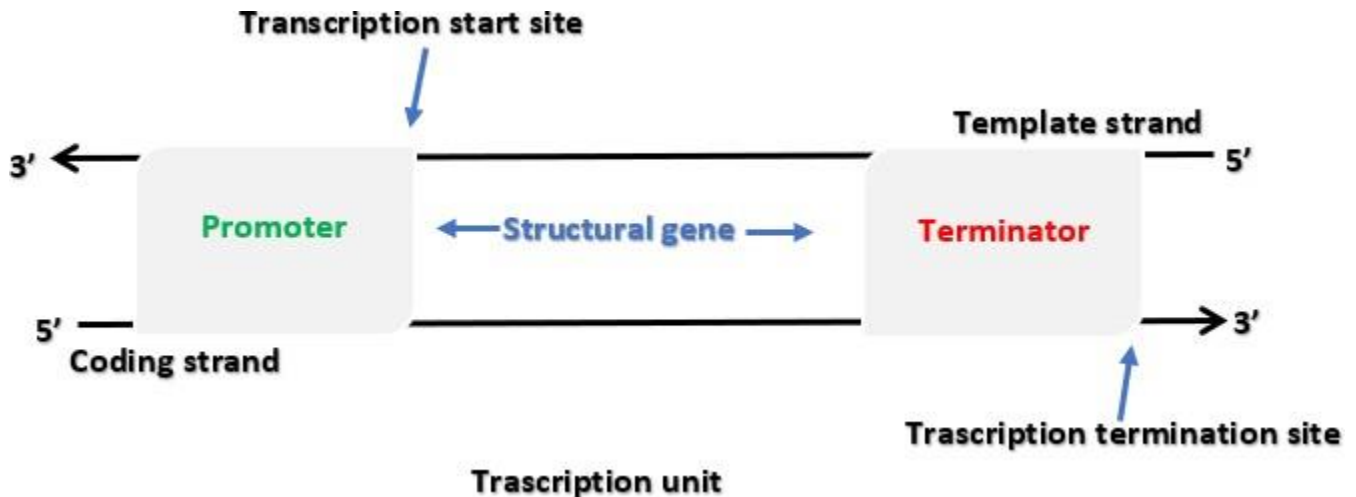 Transcription start site
Template strand
3’
5’
Promoter
Structural gene
Terminator
5’
3’
Coding strand
Trascription termination site
Trascription unit